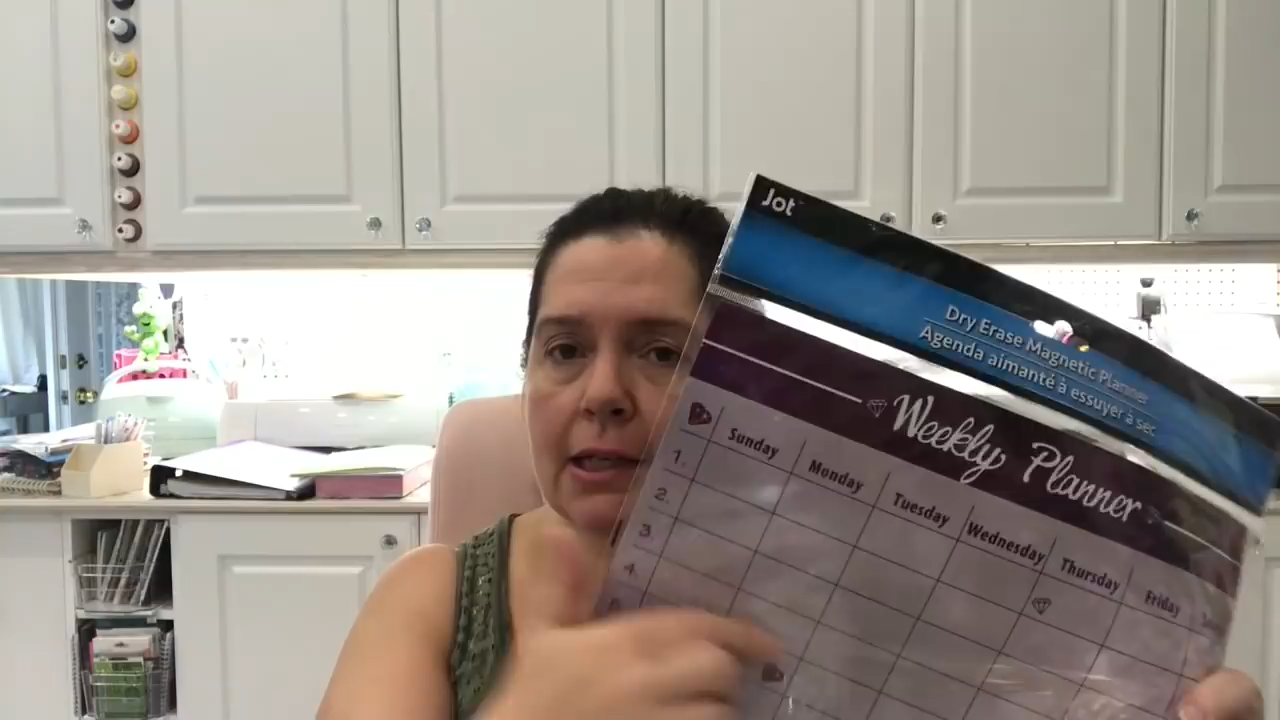 Jot
Dry Erase Magnetic Planner
Agenda aimanté à essuyer à sec
Weekly Planner
Sunday Monday Tuesday Wednesday Thursday Friday
1.
2.
3.
4.